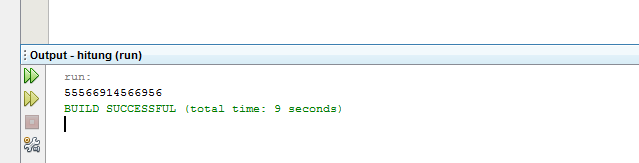 Output - hitung (run)
run:
55566914566956
BUILD SUCCESSFUL (total time: 9 seconds)